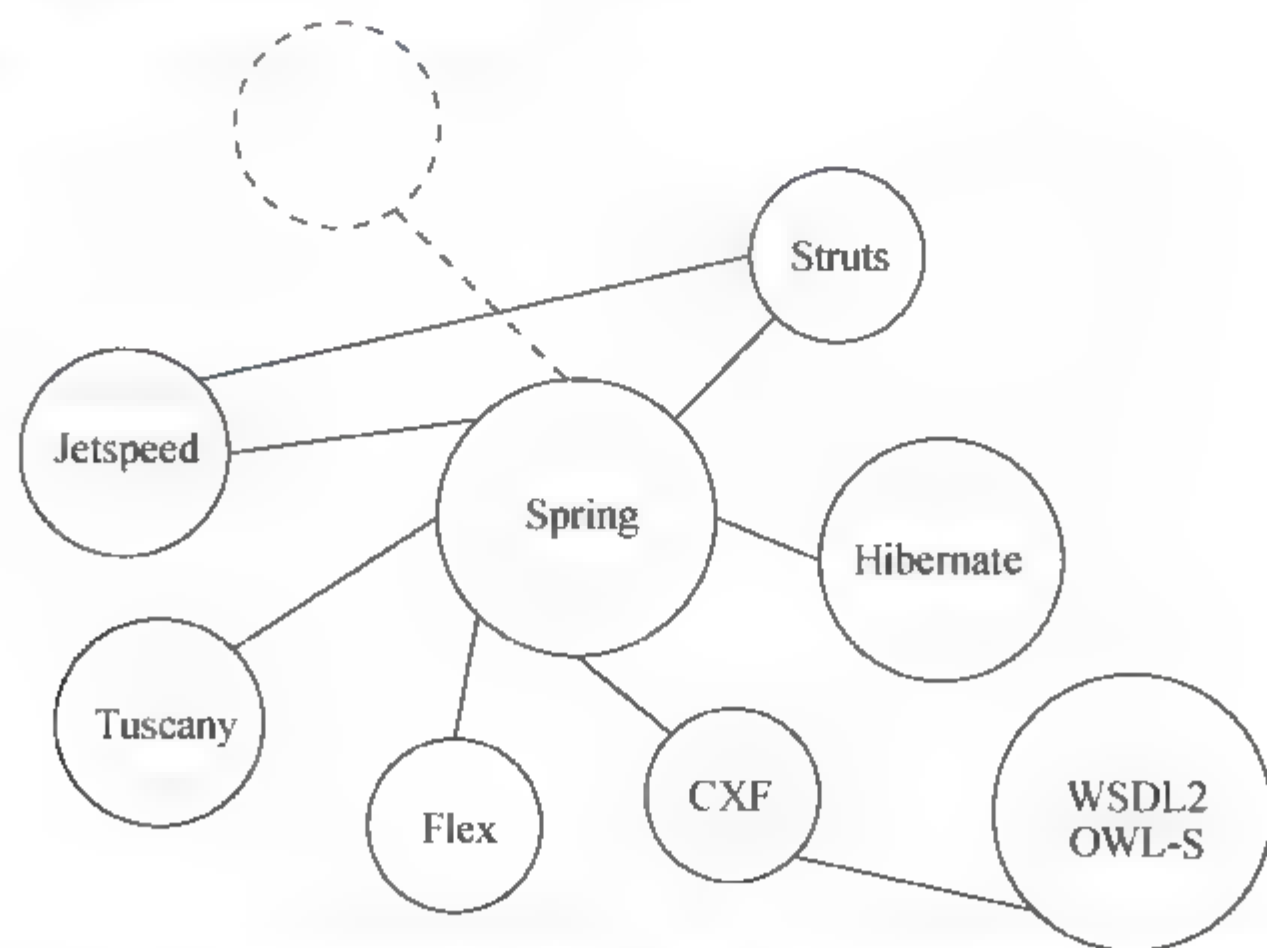 Struts
Jetspeed
Spring
Hibernate
Tuscany
Flex
CXF
WSDL2
OWL-S